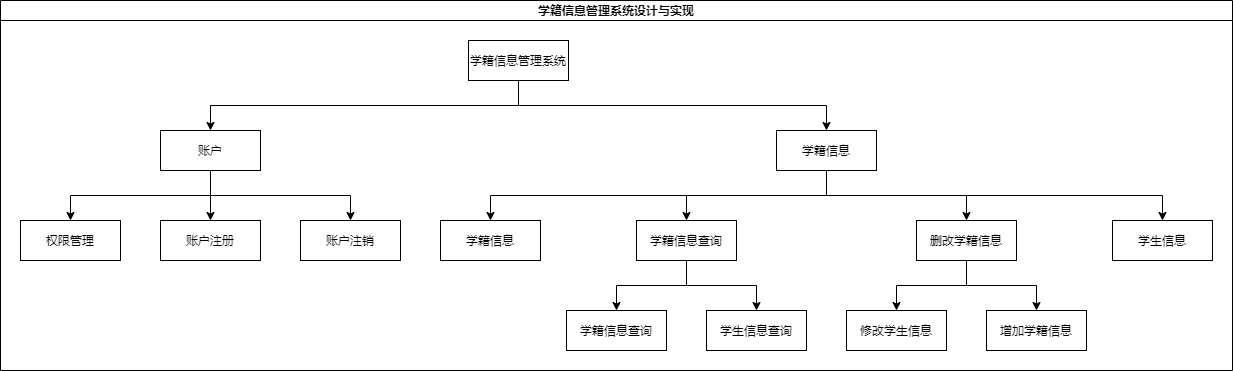 学籍信息管理系统设计与实现
学籍信息管理系统
账户
学籍信息
权限管理
账户注册
账户注销
学籍信息
学籍信息查询
删改学籍信息
学生信息
学籍信息查询
学生信息查询
修改学生信息
增加学籍信息